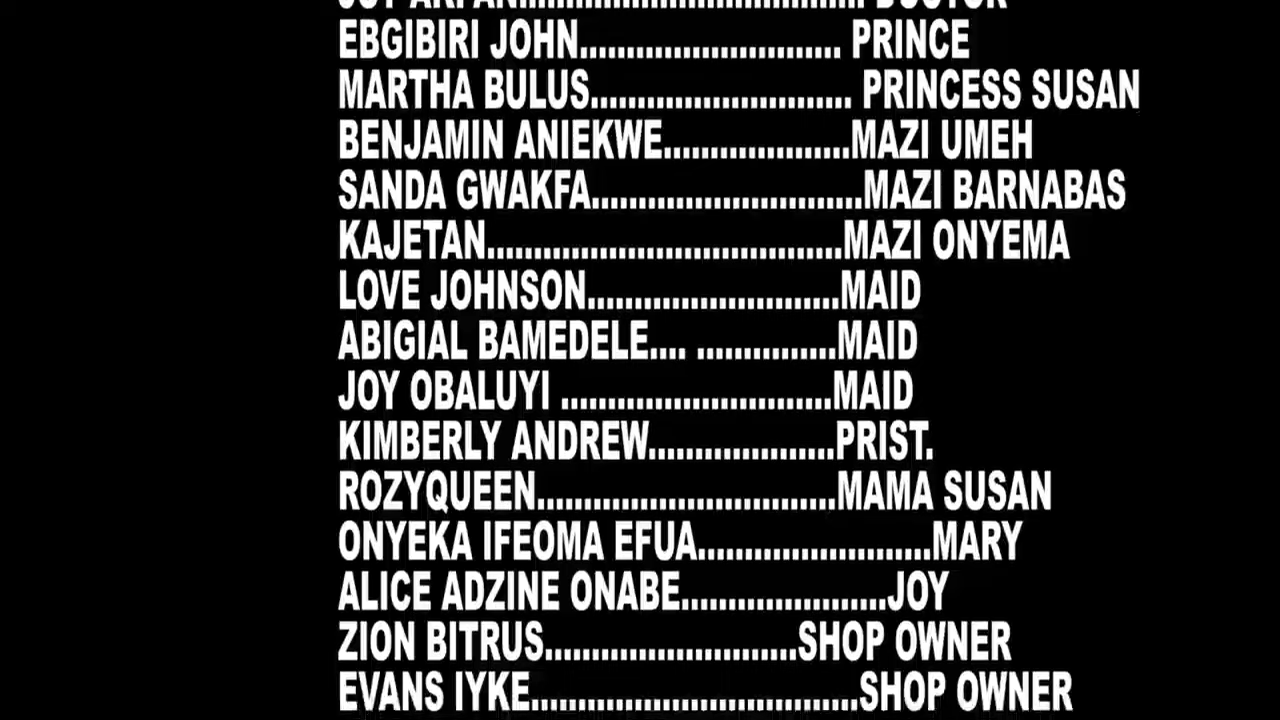 EBGIBIRI JOHN............................ PRINCE
MARTHA BULUS............................ PRINCESS SUSAN
BENJAMIN ANIEKWE....................MAZI UMEH
SANDA GWAKFA.............................MAZI BARNABAS
KAJETAN......................................MAZI ONYEMA
LOVE JOHNSON...........................MAID
ABIGIAL BAMEDELE.... ...............MAID
JOY OBALUYI .............................MAID
KIMBERLY ANDREW....................PRIST.
ROZYQUEEN................................MAMA SUSAN
ONYEKA IFEOMA EFUA.........................MARY
ALICE ADZINE ONABE......................JOY
ZION BITRUS...........................SHOP OWNER
EVANS IYKE...................................SHOP OWNER